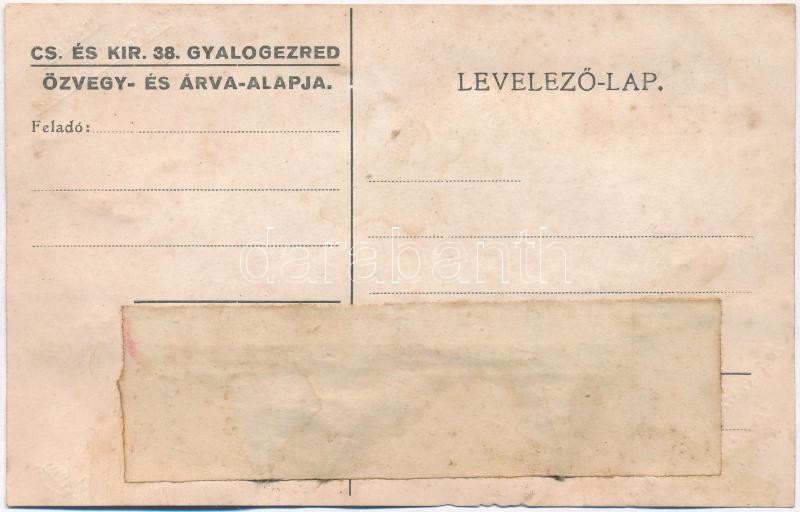 CS. ÉS KIR. 38. GYALOGEZRED
ÖZVEGY- ÉS ÁRVA-ALAPJA.
Feladó:
LEVELEZŐ-LAP.
darabanth